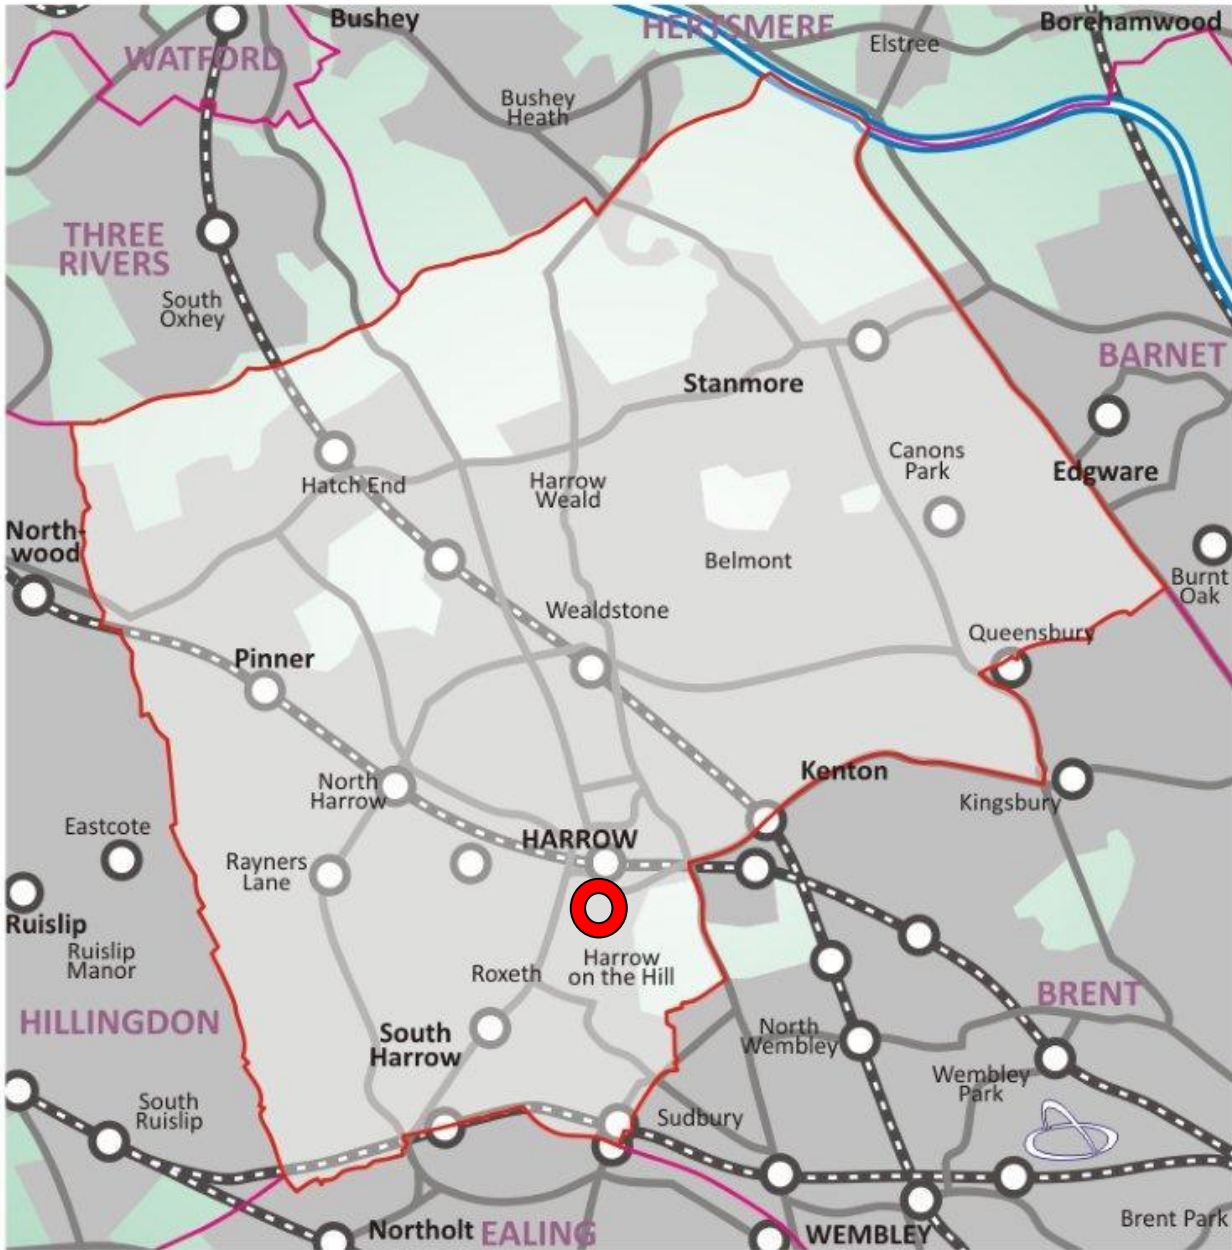 Bushey
HERTSMERE
Borehamwood
Elstree
WATFORD
Bushey
Heath
THREE
RIVERS
South
Oxhey
BARNET
Stanmore
Edgware
Canons
Park
Hatch End
Harrow
Weald
North-
wood
Belmont
Burnt
Oak
Wealdstone
Queensbury
Pinner
Kenton
North
Harrow
Kingsbury
Eastcote
HARROW
Rayners
Lane
Ruislip
Ruislip
Manor
Harrow
on the Hill
Roxeth
BRENT
HILLINGDON
South
Harrow
North
Wembley
Wembley
Park
South
Ruislip
Sudbury
Northolt
EALING
WEMBLEY
Brent Park